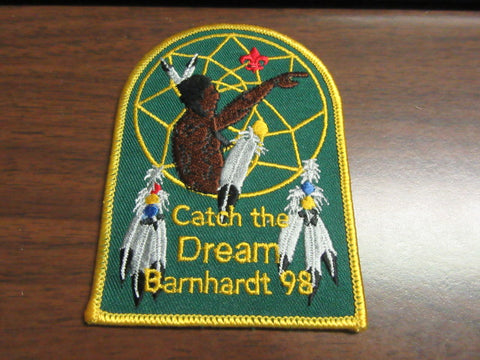 Catch the
Dream
Barnhardt 98